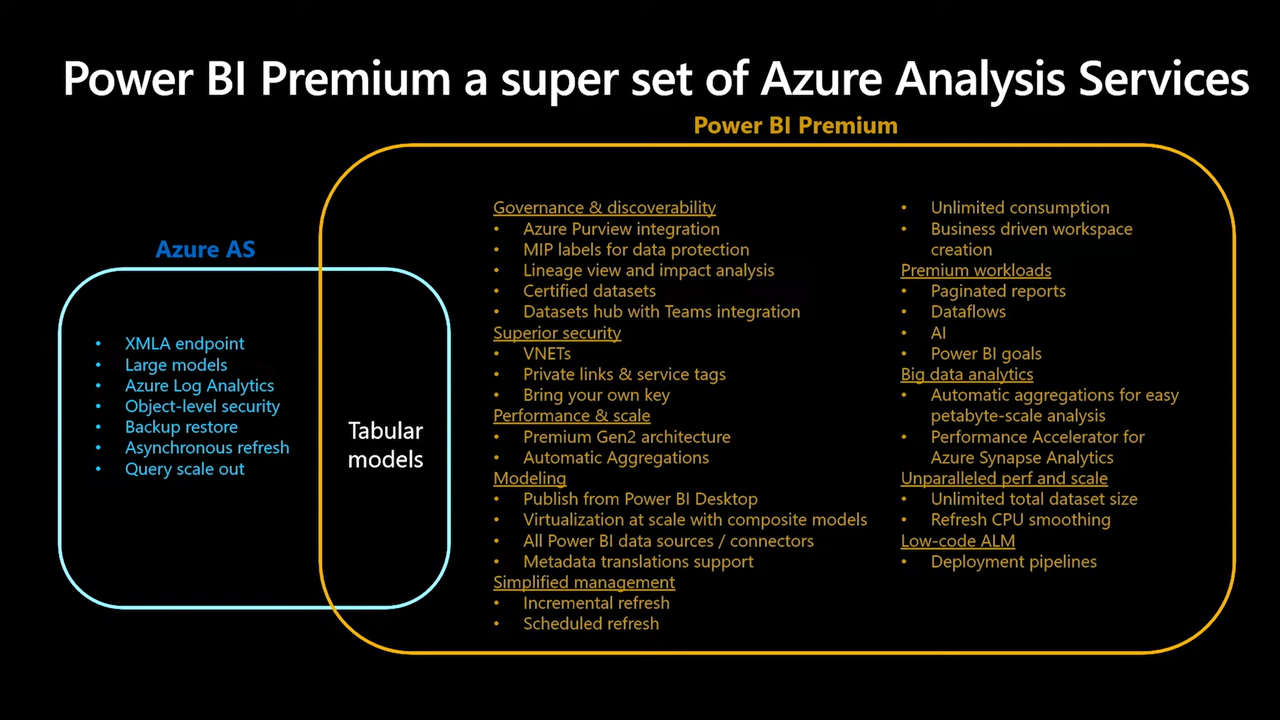 Power BI Premium a super set of Azure Analysis Services
Power BI Premium
Azure AS
XMLA endpoint
Large models
Azure Log Analytics
Object-level security
Backup restore
Asynchronous refresh
Query scale out
Tabular
models
Governance & discoverability
Azure Purview integration
MIP labels for data protection
Lineage view and impact analysis
Certified datasets
Datasets hub with Teams integration
Superior security
VNETs
Private links & service tags
Bring your own key
Performance & scale
Premium Gen2 architecture
Automatic Aggregations
Modeling
Publish from Power BI Desktop
Virtualization at scale with composite models
All Power BI data sources / connectors
Metadata translations support
Simplified management
Incremental refresh
Scheduled refresh
Unlimited consumption
Business driven workspace
creation
Premium workloads
Paginated reports
Dataflows
AI
Power BI goals
Big data analytics
Automatic aggregations for easy
petabyte-scale analysis
Performance Accelerator for
Azure Synapse Analytics
Unparalleled perf and scale
Unlimited total dataset size
Refresh CPU smoothing
Low-code ALM
Deployment pipelines